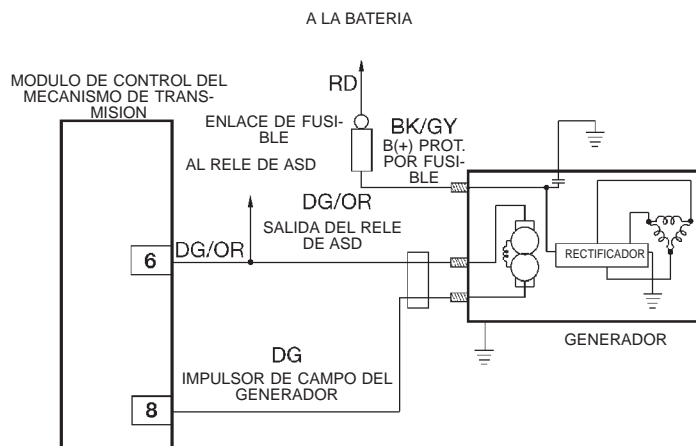 A LA BATERIA
MODULO DE CONTROL DEL
MECANISMO DE TRANS-
MISION
RD
ENLACE DE FUSI-
BLE
BK/GY
B(+) PROT.
POR FUSI-
BLE
AL RELE DE ASD
DG/OR
SALIDA DEL RELE
DE ASD
6
DG/OR
RECTIFICADOR
GENERADOR
DG
IMPULSOR DE CAMPO DEL
GENERADOR
8